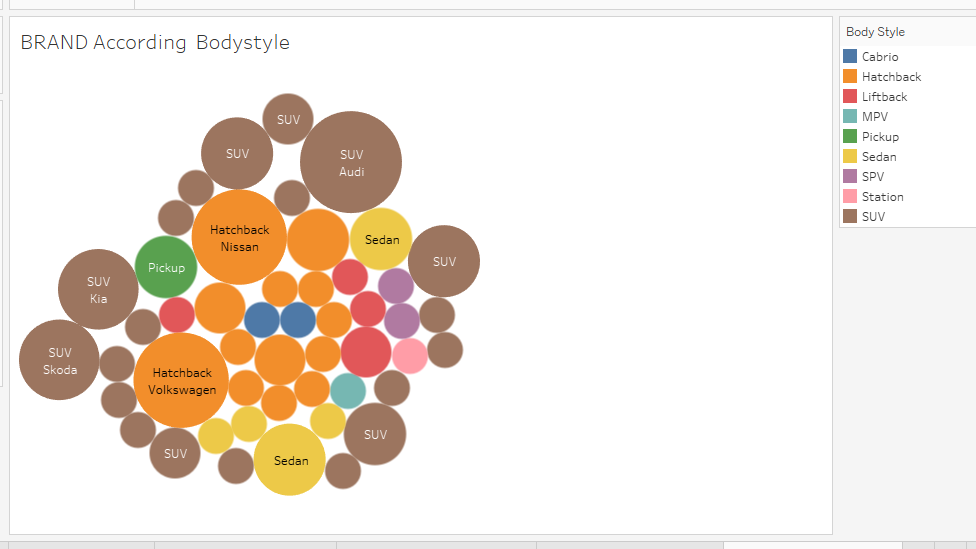 BRAND According Bodystyle
Body Style
Cabrio
Hatchback
Liftback
MPV
Pickup
Sedan
SPV
Station
SUV
SUV
SUV
SUV
Audi
Hatchback
Nissan
Sedan
SUV
Pickup
SUV
Kia
SUV
Skoda
Hatchback
Volkswagen
SUV
SUV
Sedan